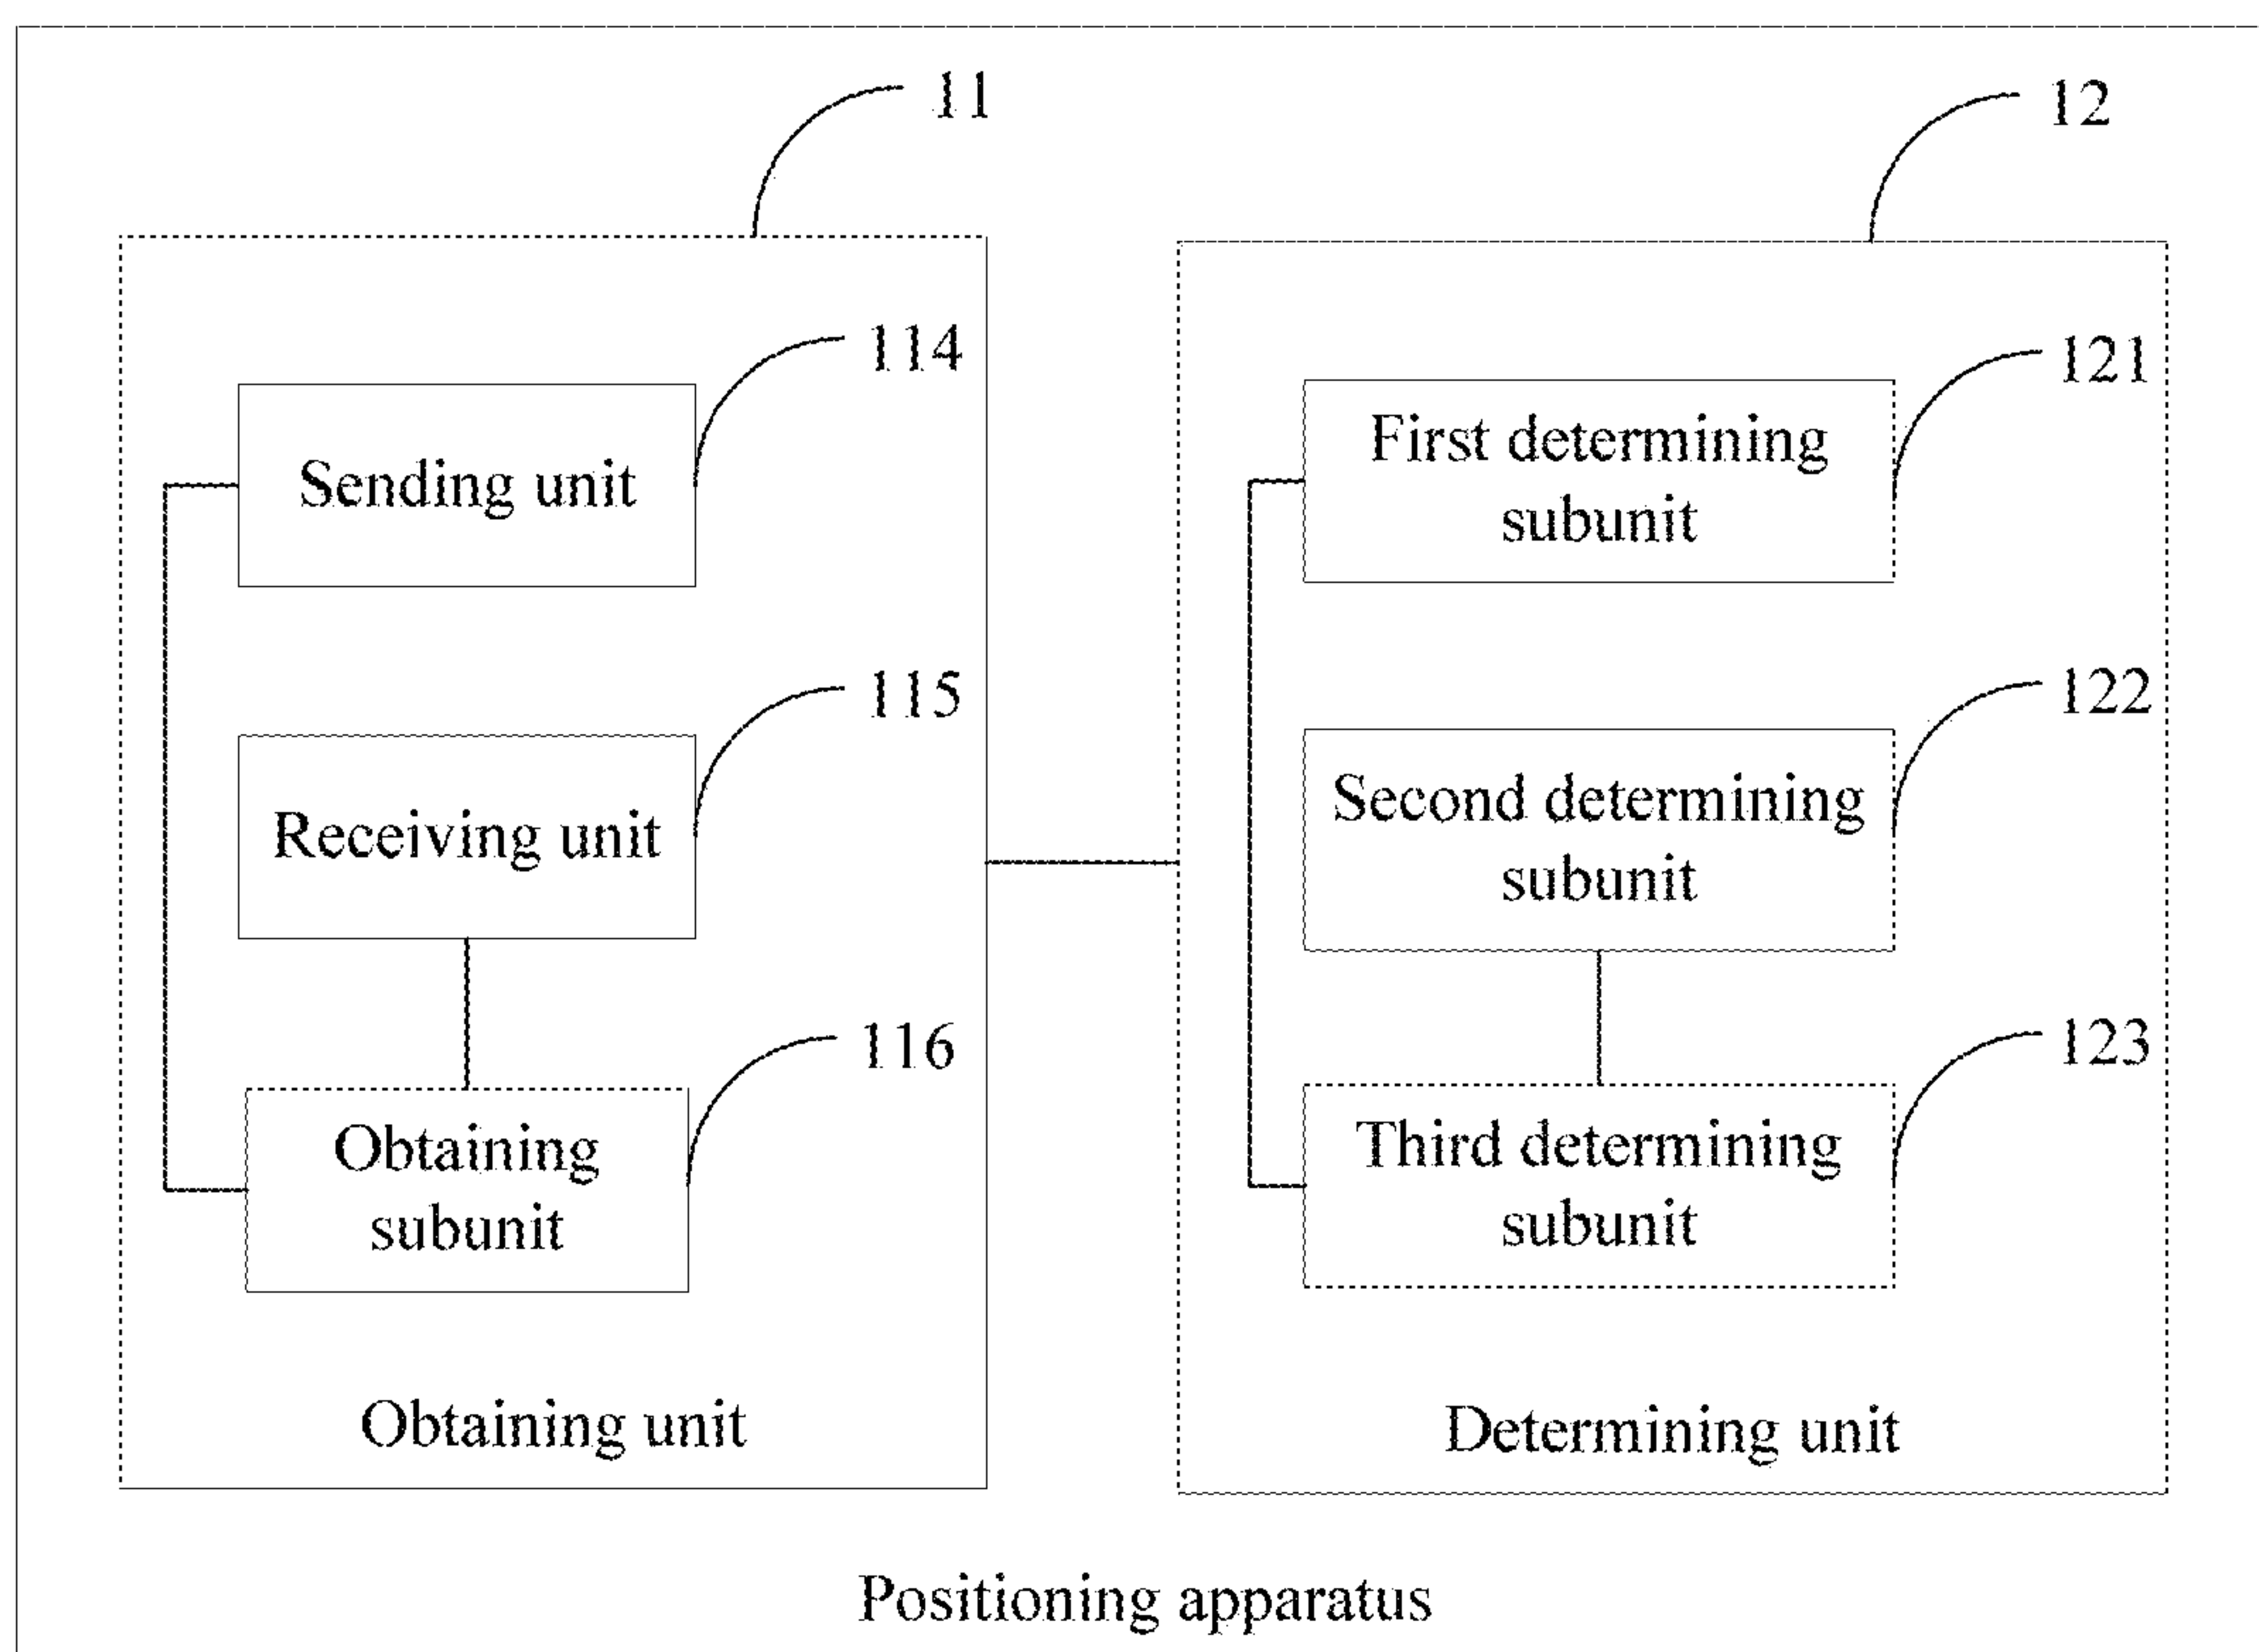 11
12
114
Sending unit
115
Receiving unit
116
Obtaining
subunit
Obtaining unit
121
First determining
subunit
122
Second determining
subunit
123
Third determining
subunit
Determining unit
Positioning apparatus